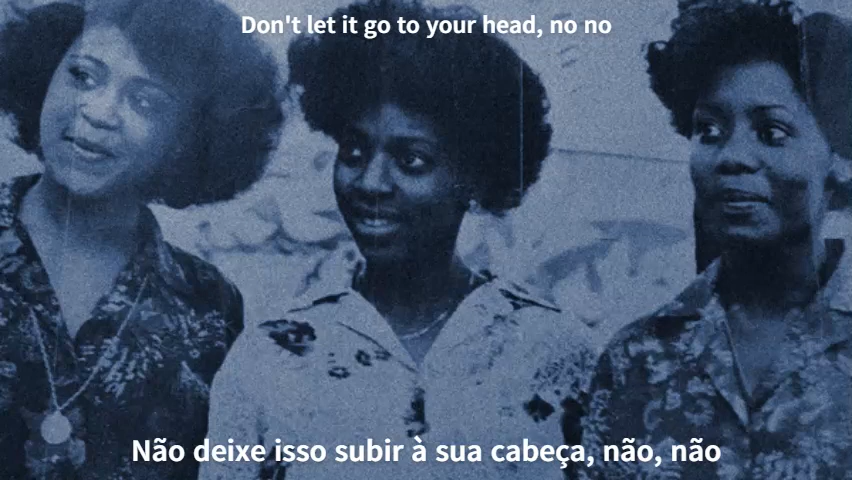 Don't let it go to your head, no no
Não deixe isso subir à sua cabeça, não, não